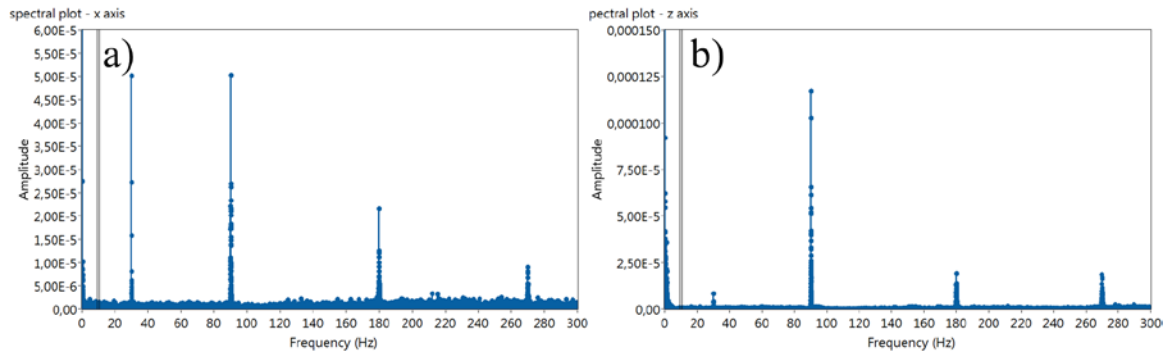 spectral plot - x axis
a)
6,00E-5
5,50E-5
5,00E-5
4,50E-5
4,00E-5
3,50E-5
3,00E-5
2,50E-5
2,00E-5
1,50E-5
1,00E-5
5,00E-6
0,00
Amplitude
0 20 40 60 80 100 120 140 160 180 200 220 240 260 280 300
Frequency (Hz)
pectral plot - z axis
b)
0,000150
0,000125
0,000100
7,50E-5
5,00E-5
2,50E-5
0,00
Amplitude
0 20 40 60 80 100 120 140 160 180 200 220 240 260 280 300
Frequency (Hz)